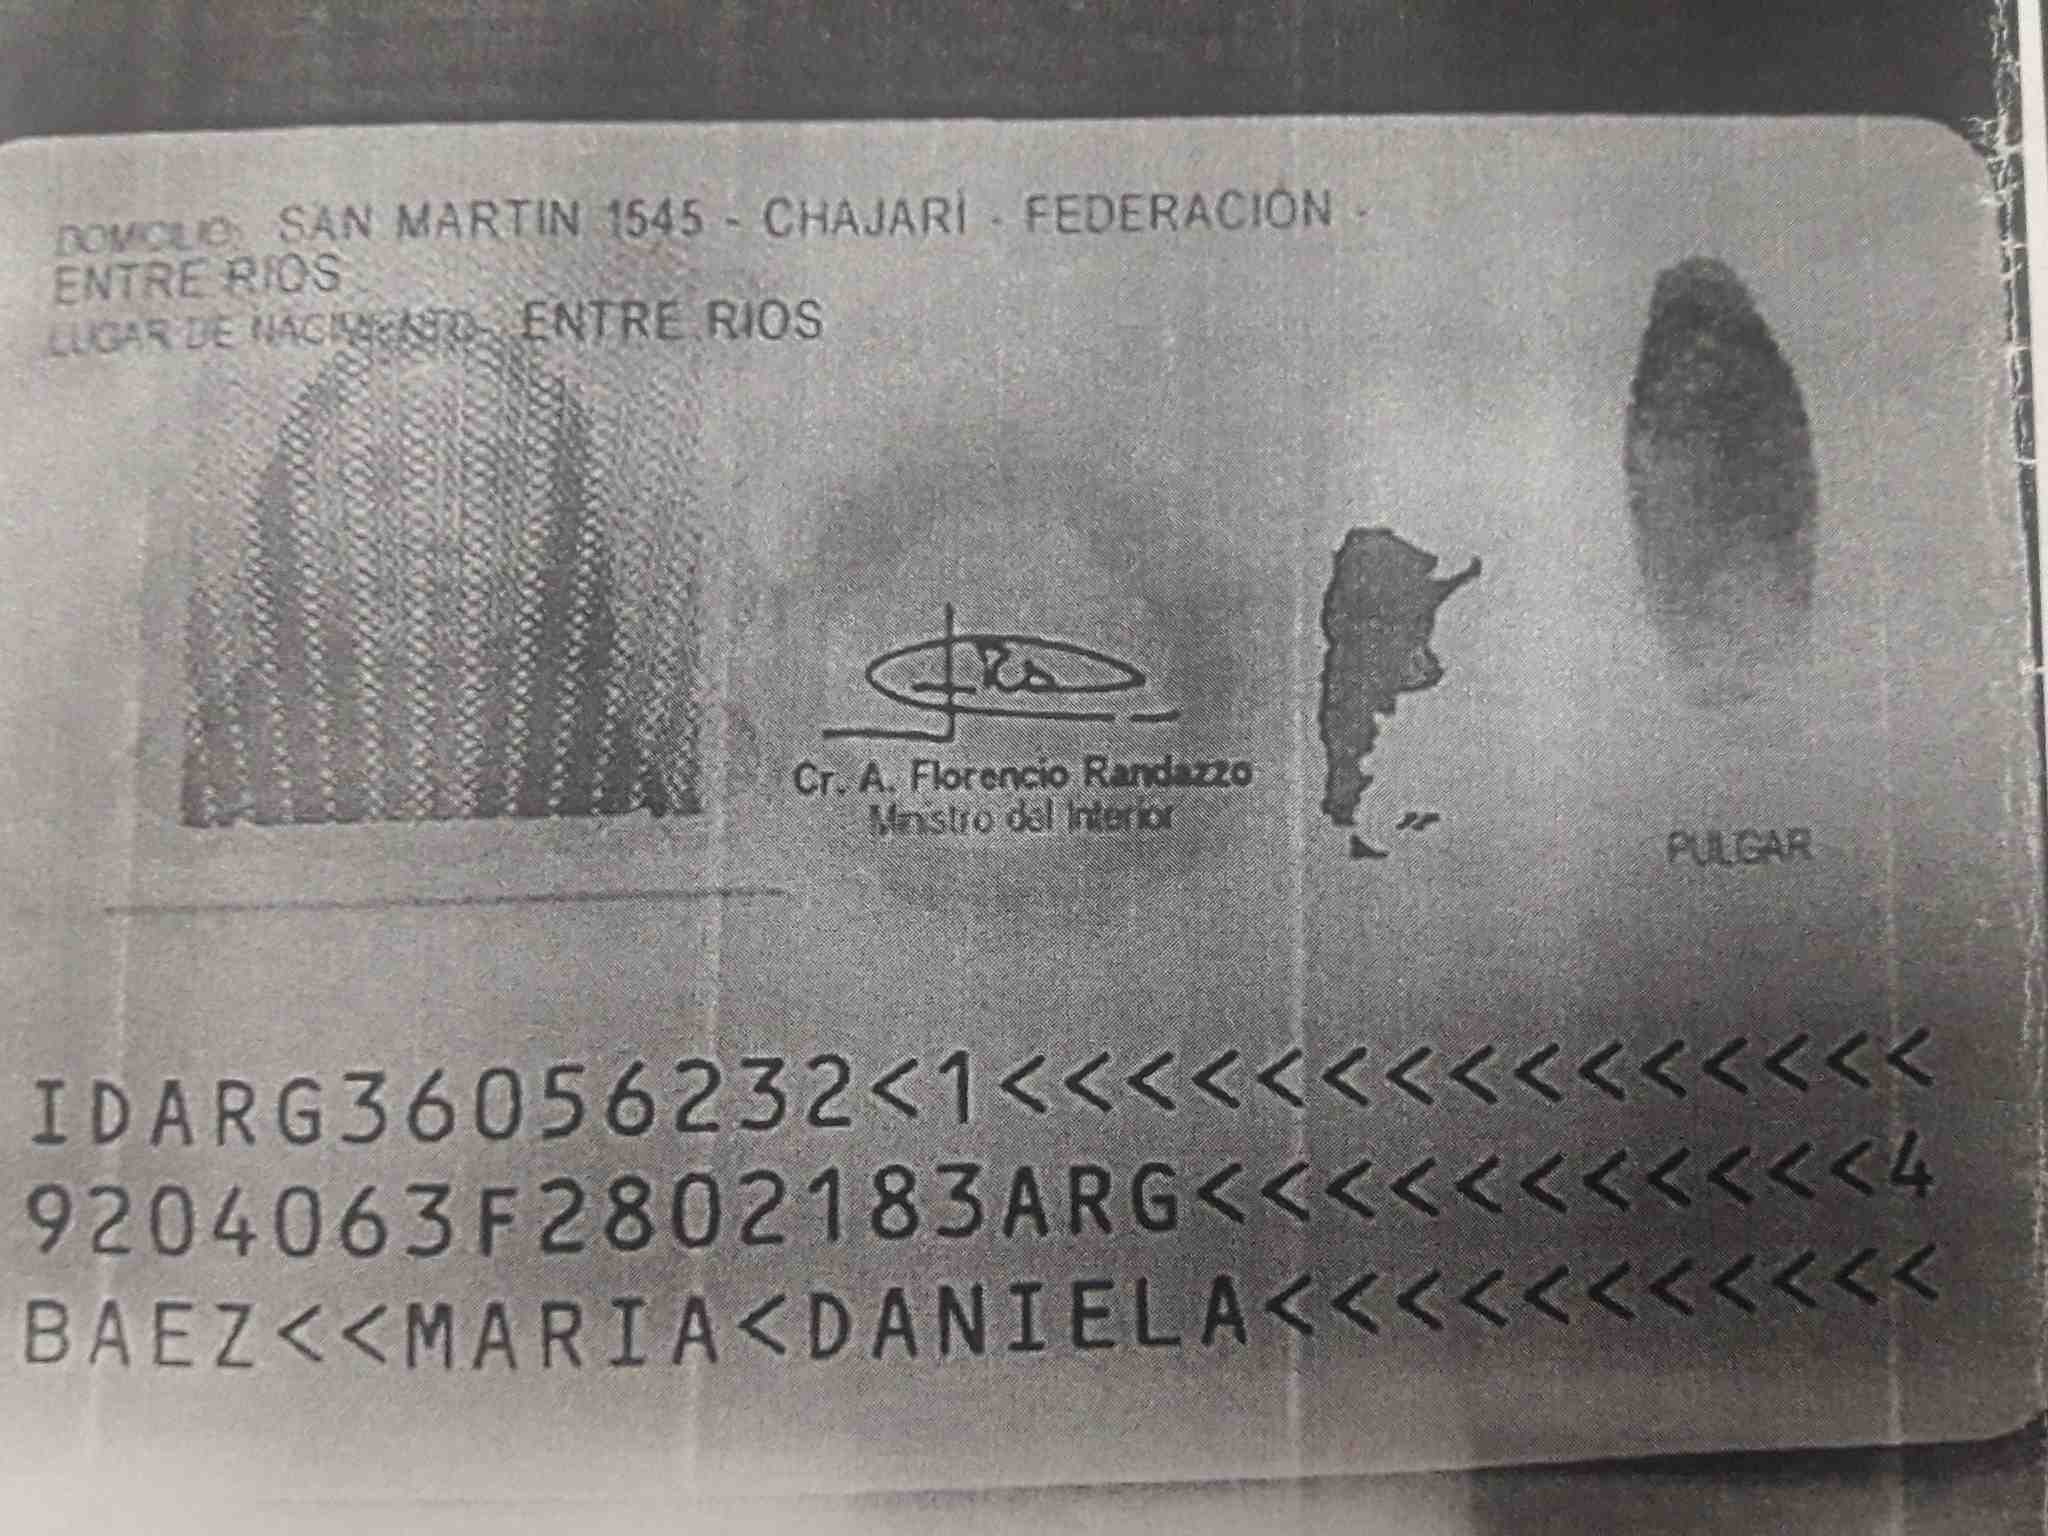 DOMICILIO: SAN MARTIN 1545 - CHAJARÍ - FEDERACIÓN -
ENTRE RIOS
LUGAR DE NACIMIENTO: ENTRE RIOS
Cr. A. Florencio Randazzo
Ministro del Interior
PULGAR
IDARG36056232<1<<<<<<<<<<<<<<<
9204063F2802183ARG<<<<<<<<<<<4
BAEZ<<MARIA<DANIELA<<<<<<<<<<<